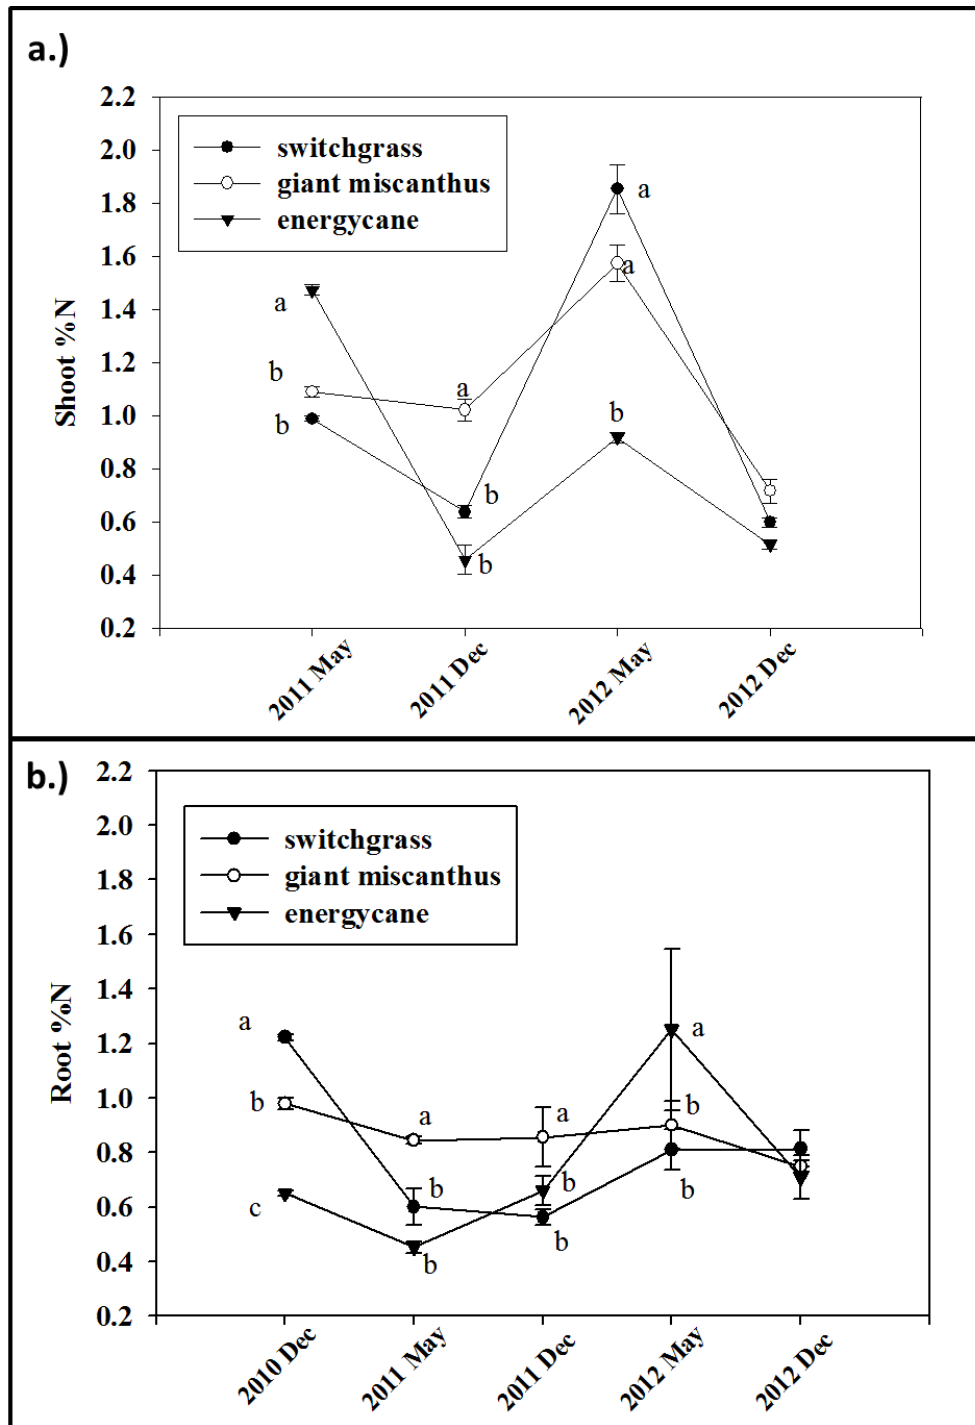 a.)
2.2
2.0
1.8
1.6
1.4
1.2
1.0
0.8
0.6
0.4
0.2
Shoot %N
switchgrass
giant miscanthus
energycane
a
b
b
a
b
b
a
a
b
2011 May
2011 Dec
2012 May
2012 Dec
b.)
2.2
2.0
1.8
1.6
1.4
1.2
1.0
0.8
0.6
0.4
0.2
Root %N
switchgrass
giant miscanthus
energycane
a
b
c
a
b
b
a
b
b
a
b
b
2010 Dec
2011 May
2011 Dec
2012 May
2012 Dec